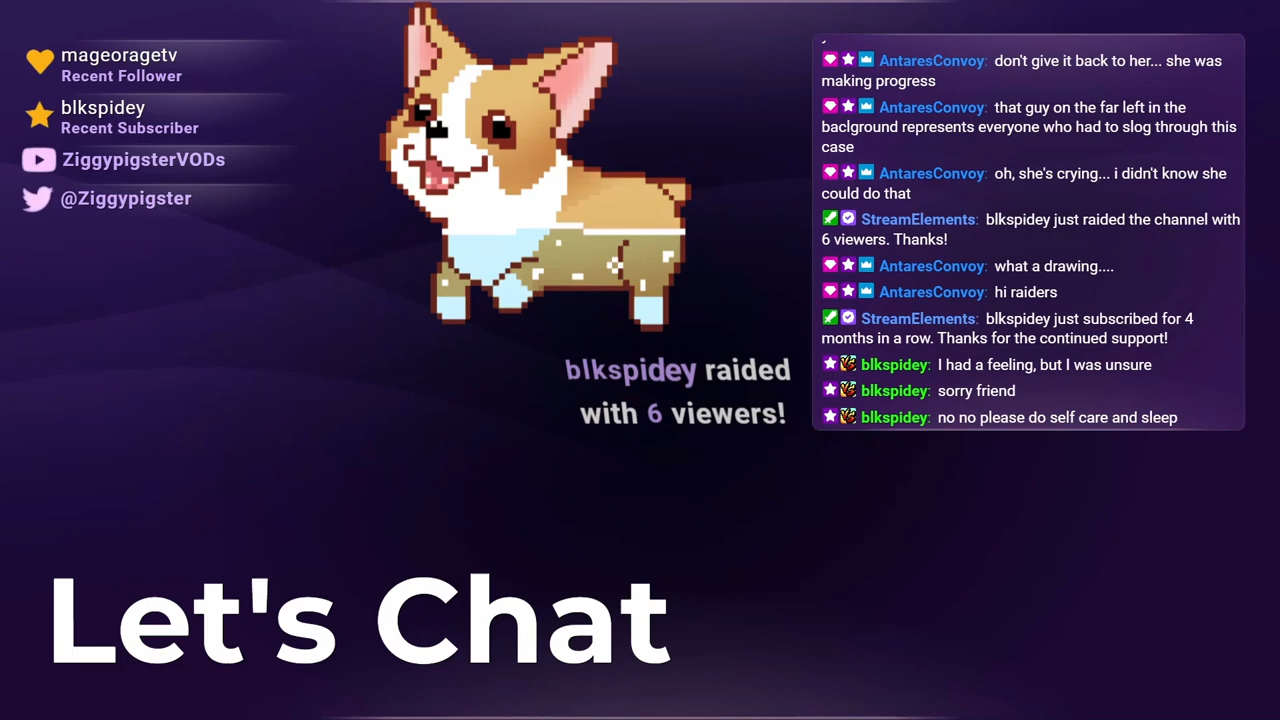 mageoragetv
Recent Follower
blkspidey
Recent Subscriber
ZiggypigsterVODs
@Ziggypigster
blkspidey raided
with 6 viewers!
AntaresConvoy: don't give it back to her... she was
making progress
AntaresConvoy: that guy on the far left in the
baclground represents everyone who had to slog through this
case
AntaresConvoy: oh, she's crying... i didn't know she
could do that
StreamElements: blkspidey just raided the channel with
6 viewers. Thanks!
AntaresConvoy: what a drawing....
AntaresConvoy: hi raiders
StreamElements: blkspidey just subscribed for 4
months in a row. Thanks for the continued support!
blkspidey: I had a feeling, but I was unsure
blkspidey: sorry friend
blkspidey: no no please do self care and sleep
Let's Chat